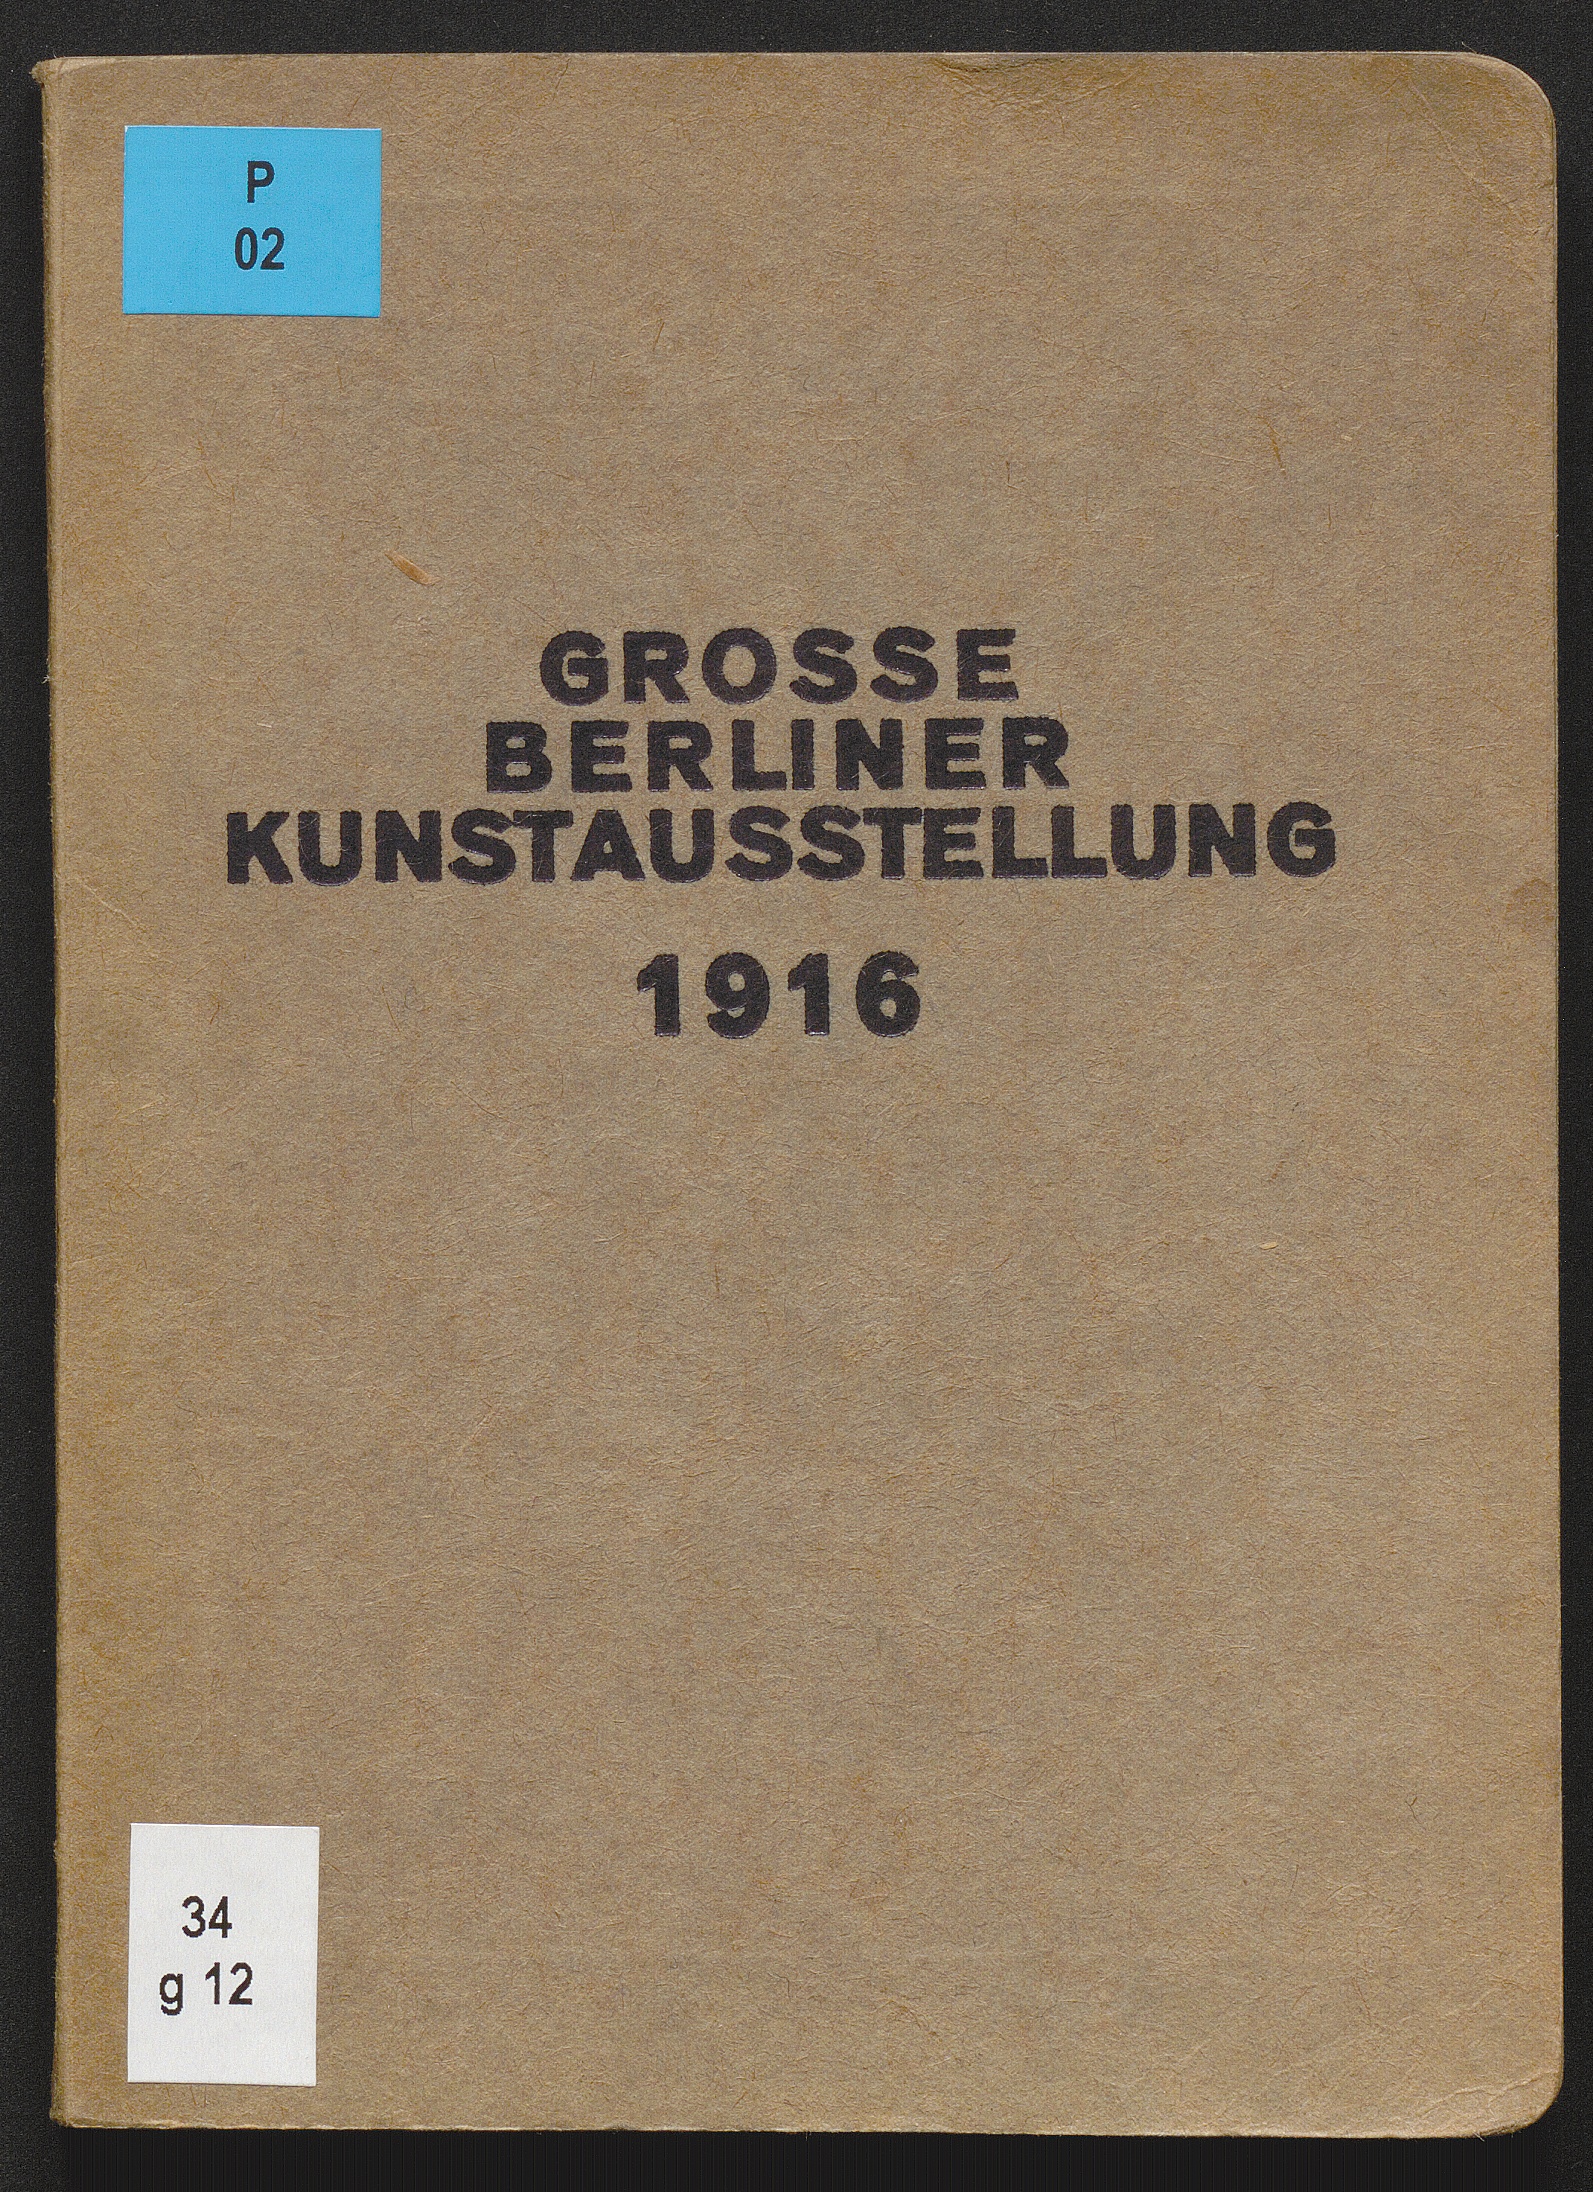 P
02
GROSSE
BERLINER
KUNSTAUSSTELLUNG
1916
34
g 12